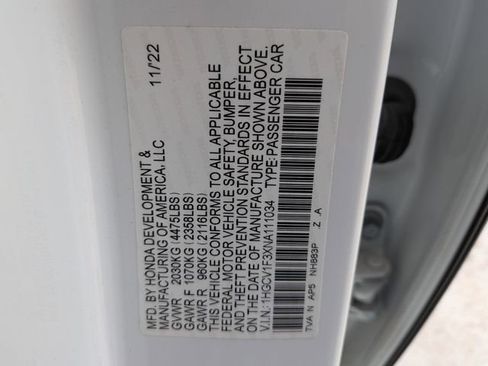 MFD. BY HONDA DEVELOPMENT &
MANUFACTURING OF AMERICA, LLC
11/'22
GVWR 2030KG (4475LBS)
GAWR F 1070KG (2358LBS)
GAWR R 960KG (2116LBS)
THIS VEHICLE CONFORMS TO ALL APPLICABLE
FEDERAL MOTOR VEHICLE SAFETY, BUMPER,
AND THEFT PREVENTION STANDARDS IN EFFECT
ON THE DATE OF MANUFACTURE SHOWN ABOVE.
V.I.N.: 1HGCV1F3XNA111034 TYPE: PASSENGER CAR
TVA N AP5 NH883P Z .A